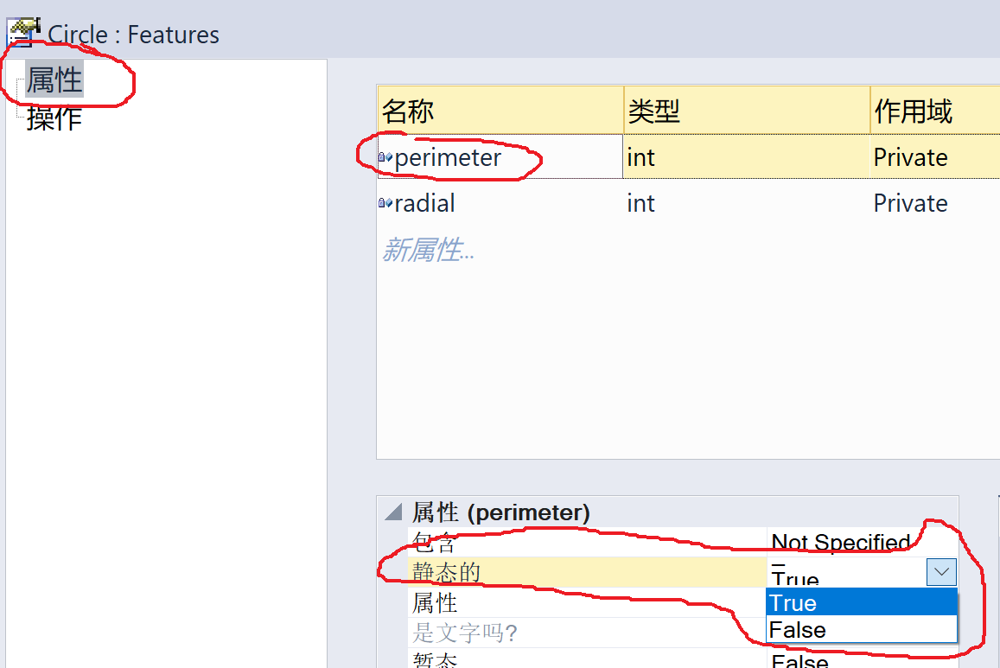 Circle : Features
属性
操作
名称 类型 作用域
perimeter int Private
radial int Private
新属性...
属性 (perimeter)
包含 Not Specified
静态的 True
属性 True
是文字吗? False
暂态 False